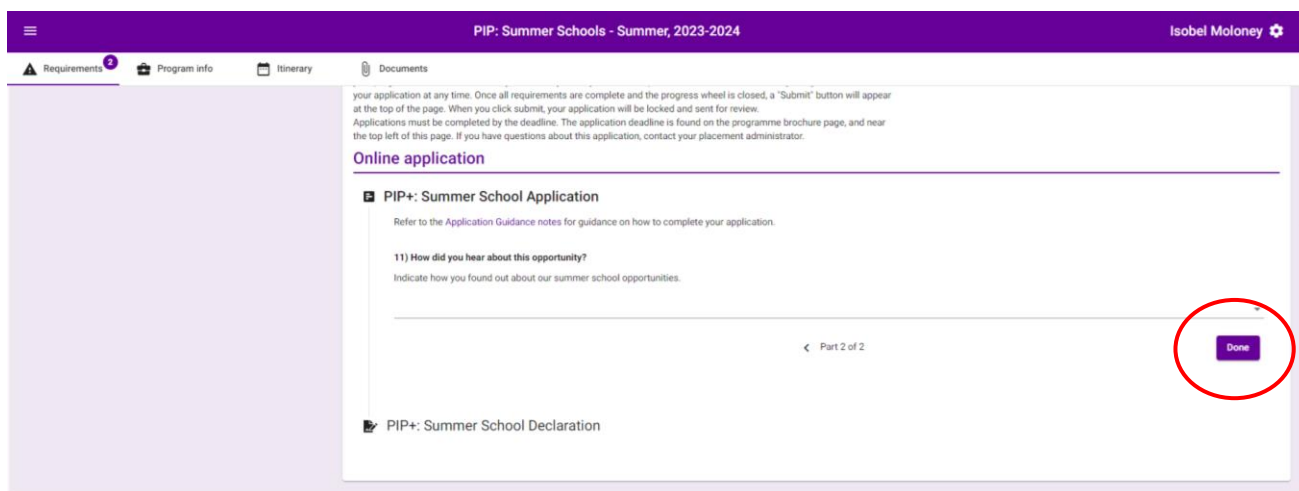 PIP: Summer Schools - Summer, 2023-2024
Isobel Moloney
Requirements 2
Program info
Itinerary
Documents
your application at any time. Once all requirements are complete and the progress wheel is closed, a "Submit" button will appear
at the top of the page. When you click submit, your application will be locked and sent for review.
Applications must be completed by the deadline. The application deadline is found on the programme brochure page, and near
the top left of this page. If you have questions about this application, contact your placement administrator.
Online application
PIP+: Summer School Application
Refer to the Application Guidance notes for guidance on how to complete your application.
11) How did you hear about this opportunity?
Indicate how you found out about our summer school opportunities.
< Part 2 of 2
Done
PIP+: Summer School Declaration